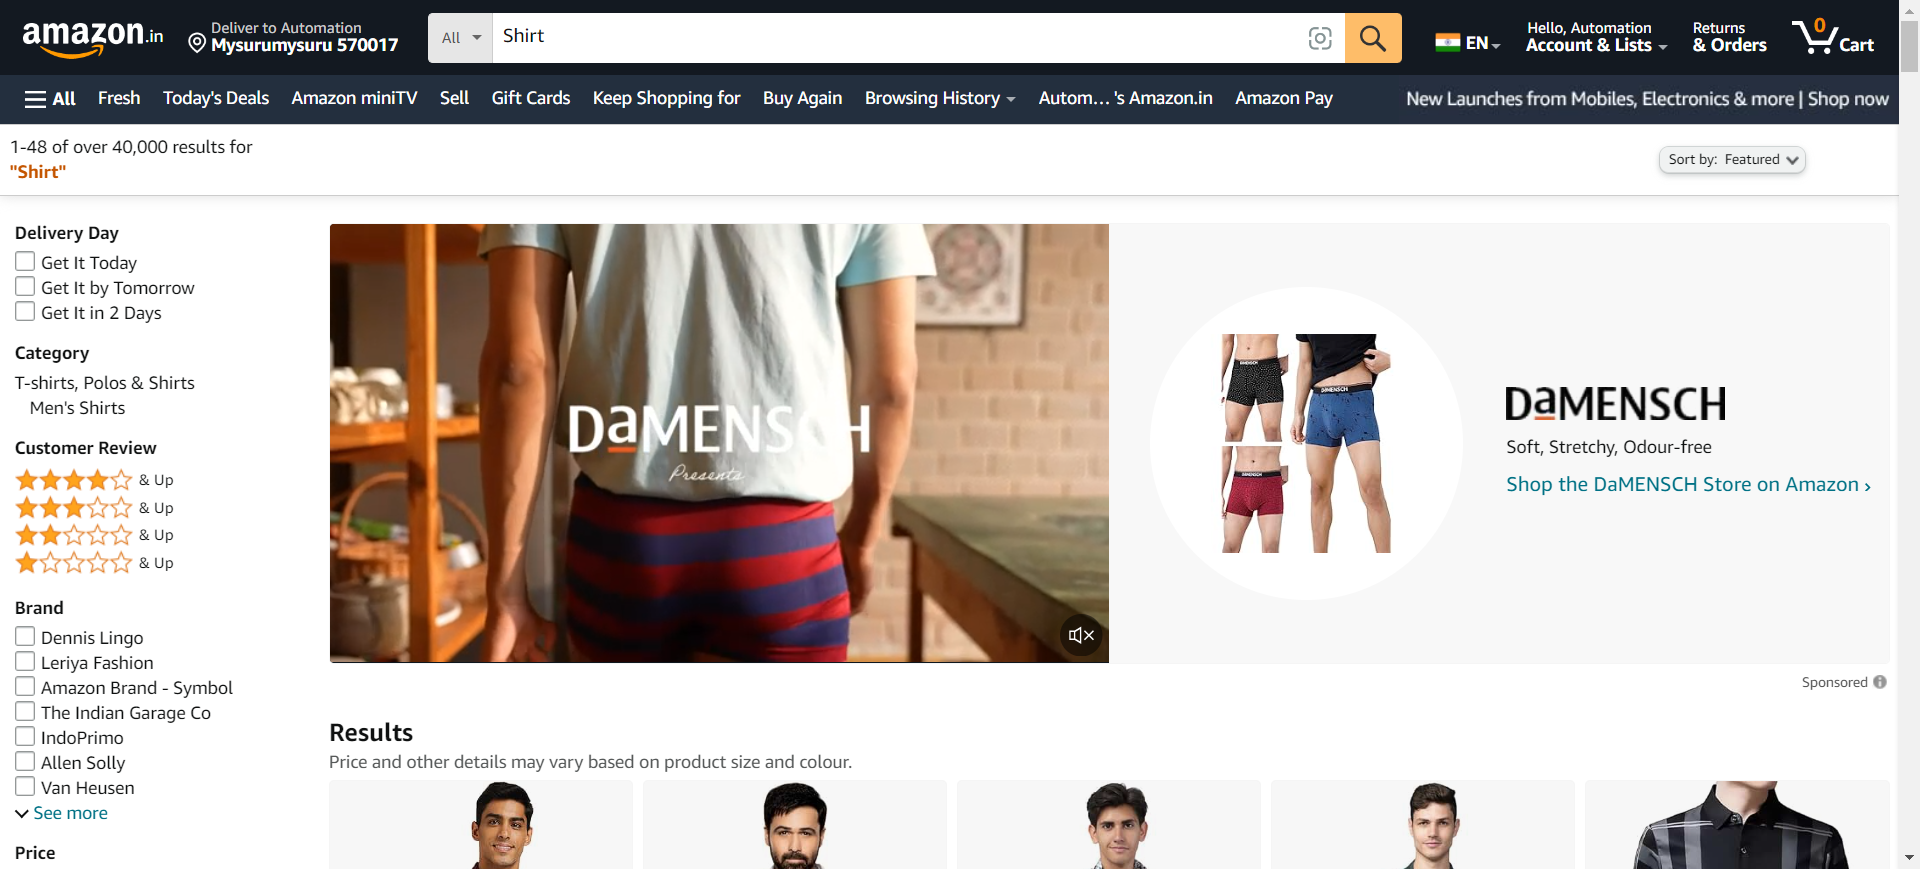 amazon.in
Deliver to Automation
Mysurumysuru 570017
All
Shirt
EN
Hello, Automation
Account & Lists
Returns
& Orders
0
Cart
All
Fresh
Today's Deals
Amazon miniTV
Sell
Gift Cards
Keep Shopping for
Buy Again
Browsing History
Autom... 's Amazon.in
Amazon Pay
New Launches from Mobiles, Electronics & more | Shop now
1-48 of over 40,000 results for
"Shirt"
Sort by: Featured
Delivery Day
Get It Today
Get It by Tomorrow
Get It in 2 Days
Category
T-shirts, Polos & Shirts
Men's Shirts
Customer Review
& Up
& Up
& Up
& Up
Brand
Dennis Lingo
Leriya Fashion
Amazon Brand - Symbol
The Indian Garage Co
IndoPrimo
Allen Solly
Van Heusen
See more
Price
DaMENSCH
Presents
DAMENSCH
DAMENSCH
DAMENSCH
DaMENSCH
Soft, Stretchy, Odour-free
Shop the DaMENSCH Store on Amazon ›
Sponsored
Results
Price and other details may vary based on product size and colour.